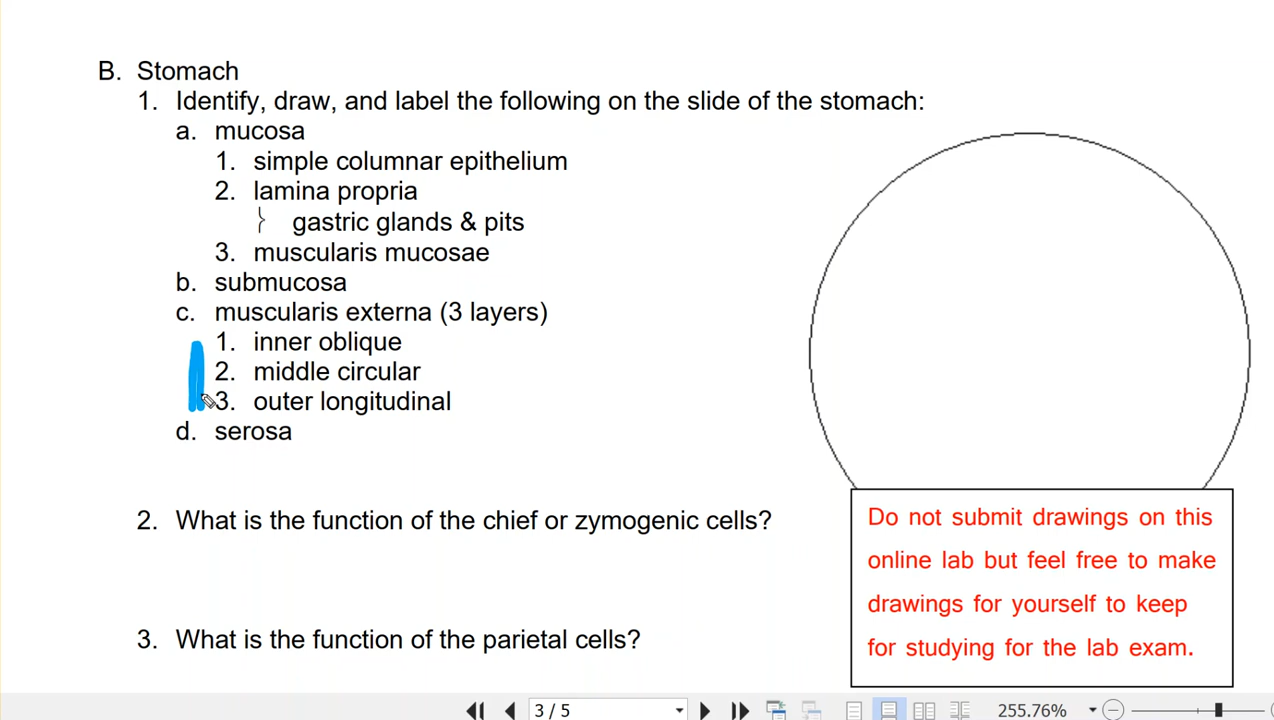 B. Stomach
1. Identify, draw, and label the following on the slide of the stomach:
a. mucosa
1. simple columnar epithelium
2. lamina propria
} gastric glands & pits
3. muscularis mucosae
b. submucosa
c. muscularis externa (3 layers)
1. inner oblique
2. middle circular
3. outer longitudinal
d. serosa
2. What is the function of the chief or zymogenic cells?
3. What is the function of the parietal cells?
Do not submit drawings on this
online lab but feel free to make
drawings for yourself to keep
for studying for the lab exam.
3 / 5
255.76%